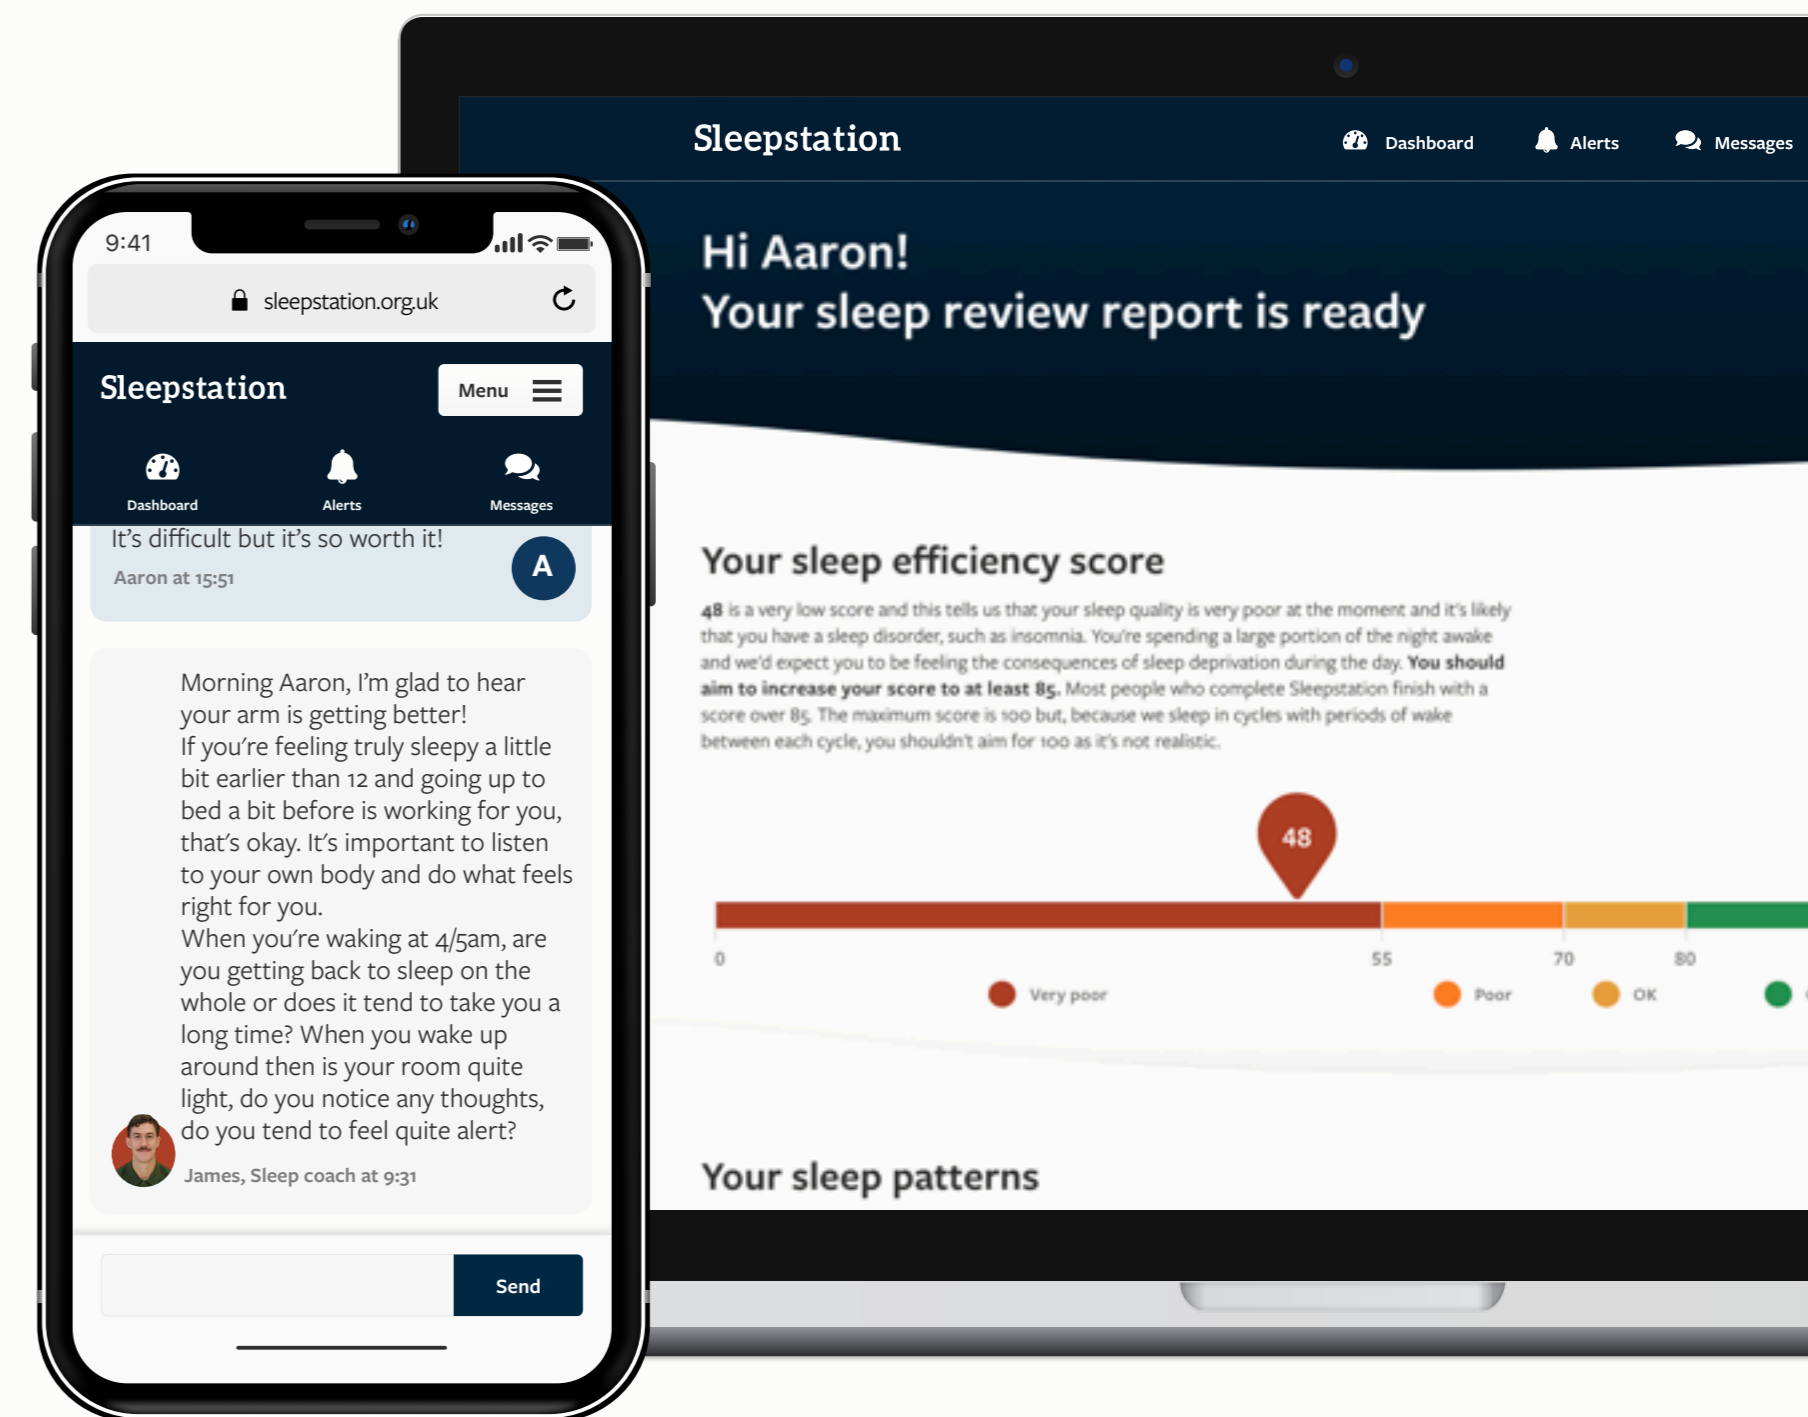 Sleepstation
Dashboard
Alerts
Messages
Hi Aaron!
Your sleep review report is ready
Your sleep efficiency score
48 is a very low score and this tells us that your sleep quality is very poor at the moment and it's likely
that you have a sleep disorder, such as insomnia. You're spending a large portion of the night awake
and we'd expect you to be feeling the consequences of sleep deprivation during the day. You should
aim to increase your score to at least 85. Most people who complete Sleepstation finish with a
score over 85. The maximum score is 100 but, because we sleep in cycles with periods of wake
between each cycle, you shouldn't aim for 100 as it's not realistic.
48
0
55
70
80
Very poor
Poor
OK
Your sleep patterns
9:41
sleepstation.org.uk
Sleepstation
Menu
Dashboard
Alerts
Messages
It's difficult but it's so worth it!
Aaron at 15:51
A
Morning Aaron, I'm glad to hear
your arm is getting better!
If you're feeling truly sleepy a little
bit earlier than 12 and going up to
bed a bit before is working for you,
that's okay. It's important to listen
to your own body and do what feels
right for you.
When you're waking at 4/5am, are
you getting back to sleep on the
whole or does it tend to take you a
long time? When you wake up
around then is your room quite
light, do you notice any thoughts,
do you tend to feel quite alert?
James, Sleep coach at 9:31
Send